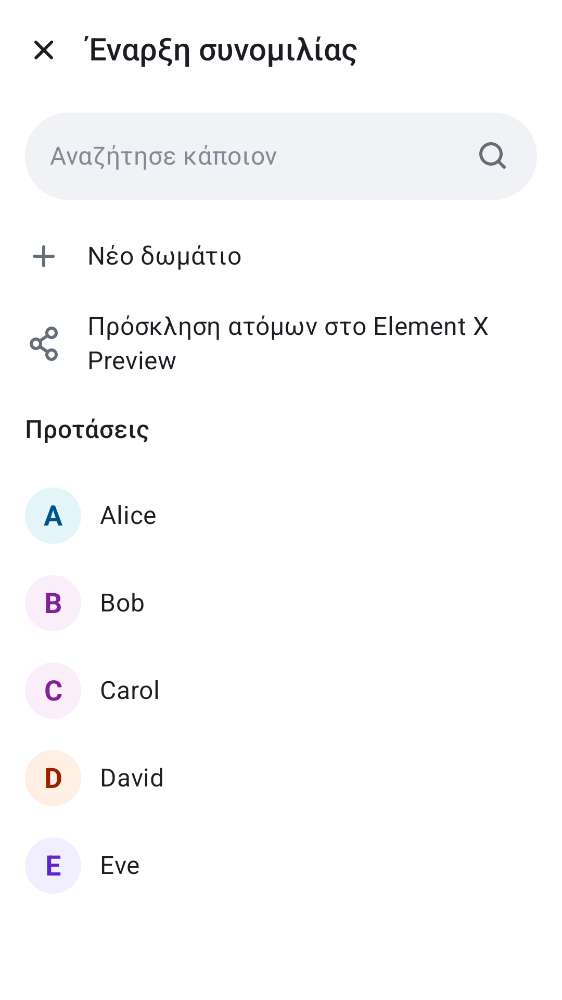 Έναρξη συνομιλίας
Αναζήτησε κάποιον
Νέο δωμάτιο
Πρόσκληση ατόμων στο Element X
Preview
Προτάσεις
A Alice
B Bob
C Carol
D David
E Eve